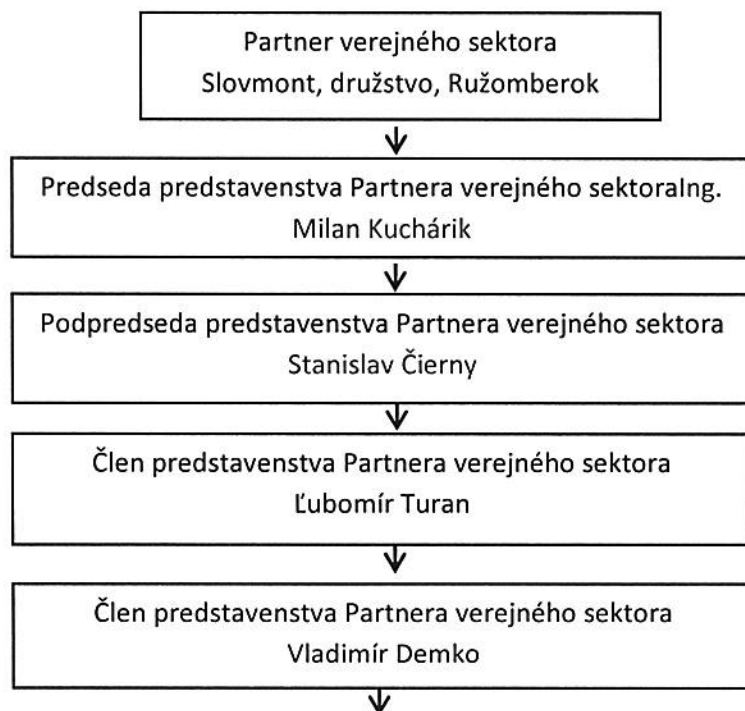 Partner verejného sektora
Slovmont, družstvo, Ružomberok
Predseda predstavenstva Partnera verejného sektoraIng.
Milan Kuchárik
Podpredseda predstavenstva Partnera verejného sektora
Stanislav Čierny
Člen predstavenstva Partnera verejného sektora
Ľubomír Turan
Člen predstavenstva Partnera verejného sektora
Vladimír Demko